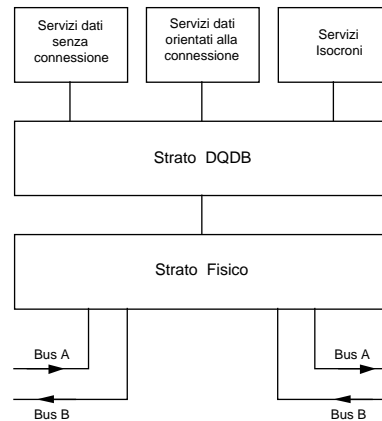 Servizi dati
senza
connessione
Servizi dati
orientati alla
connessione
Servizi
Isocroni
Strato DQDB
Strato Fisico
Bus A
Bus A
Bus B
Bus B